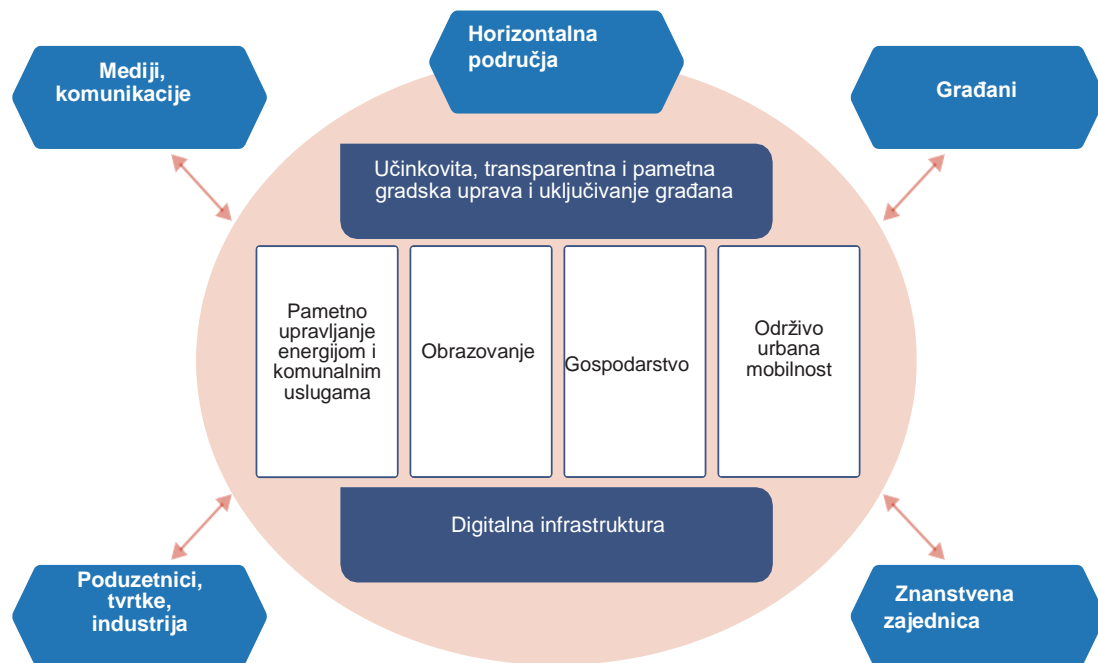 Horizontalna
područja
Mediji,
komunikacije
Građani
Učinkovita, transparentna i pametna
gradska uprava i uključivanje građana
Pametno
upravljanje
energijom i
komunalnim
uslugama
Obrazovanje
Gospodarstvo
Održivo
urbana
mobilnost
Digitalna infrastruktura
Poduzetnici,
tvrtke,
industrija
Znanstvena
zajednica